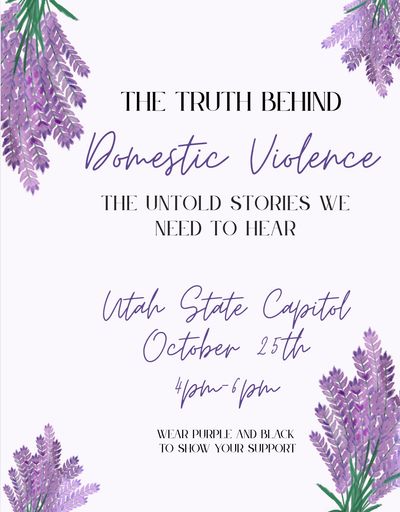 THE TRUTH BEHIND
Domestic Violence
THE UNTOLD STORIES WE
NEED TO HEAR
Utah State Capitol
October 25th
4pm-6pm
WEAR PURPLE AND BLACK
TO SHOW YOUR SUPPORT